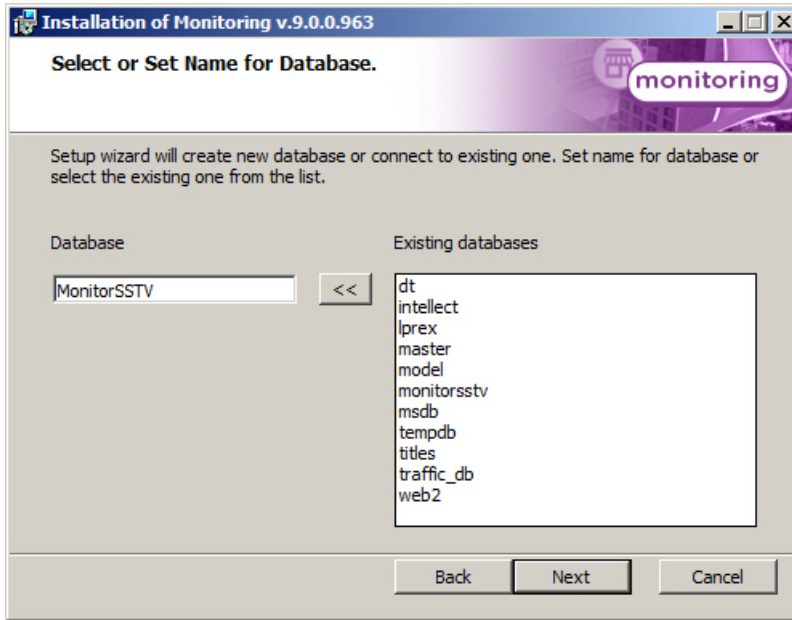 Installation of Monitoring v.9.0.0.963
Select or Set Name for Database.
monitoring
Setup wizard will create new database or connect to existing one. Set name for database or
select the existing one from the list.
Database
Existing databases
MonitorSSTV
<<
dt
intellect
lprex
master
model
monitorsstv
msdb
tempdb
titles
traffic_db
web2
Back
Next
Cancel